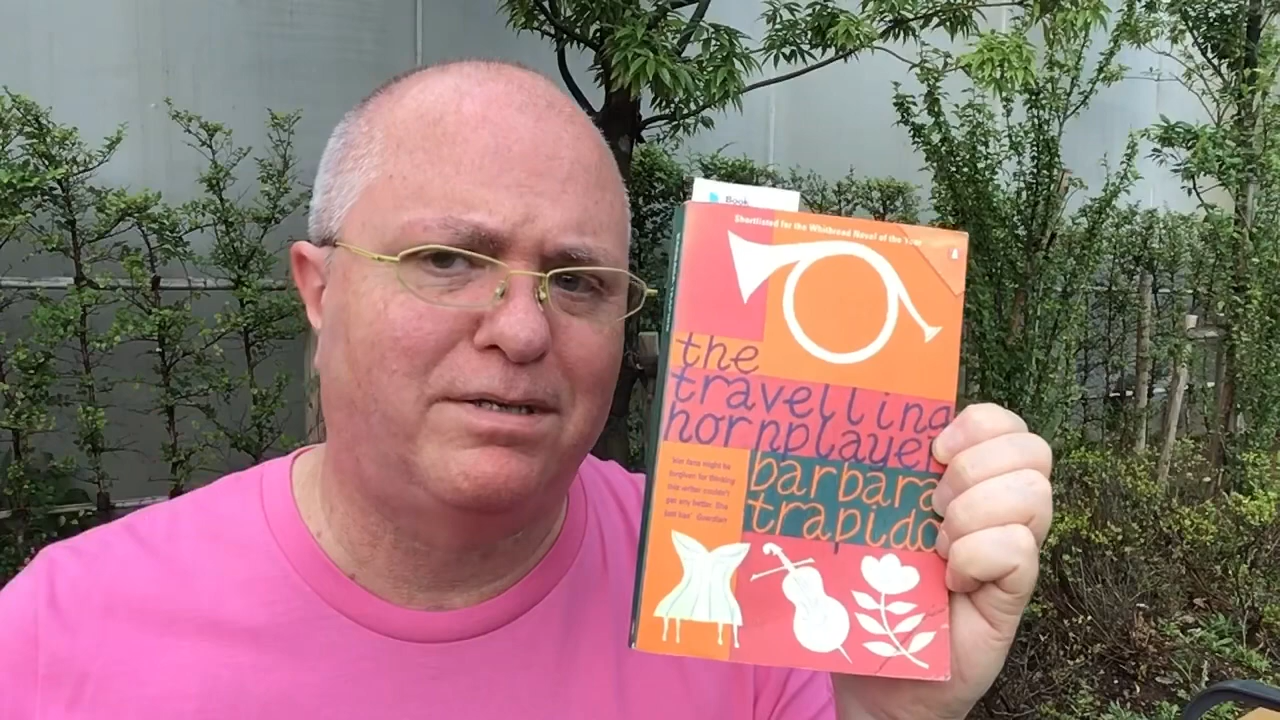 Book
Shortlisted for the Whitbread Novel of the Year
the
travelling
hornplayer
barbara
trapido
'Her fans might be
forgiven for thinking
this writer couldn't
get any better. She
just has' Guardian